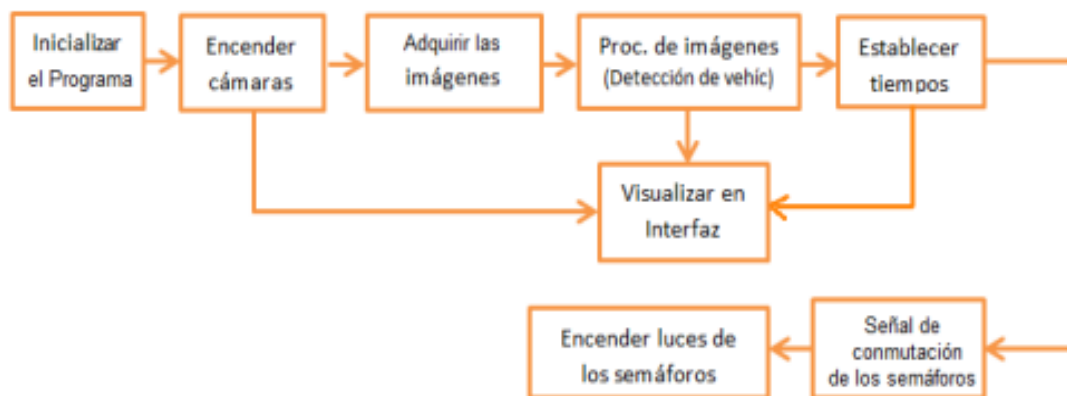 Inicializar
el Programa
Encender
cámaras
Adquirir las
imágenes
Proc. de imágenes
(Detección de vehíc)
Establecer
tiempos
Visualizar en
Interfaz
Encender luces de
los semáforos
Señal de
conmutación
de los semáforos